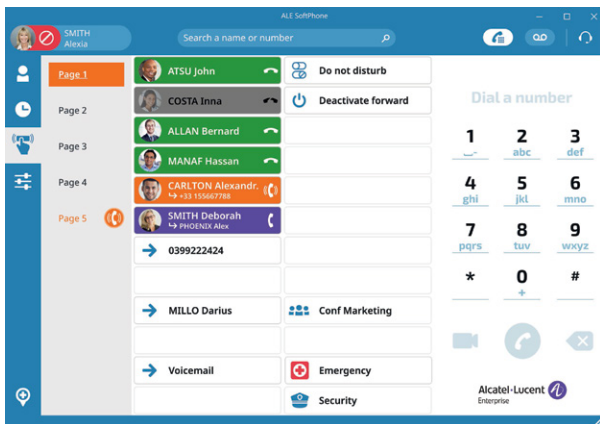 ALE SoftPhone
SMITH
Alexia
Search a name or number
Page 1
Page 2
Page 3
Page 4
Page 5
ATSU John
COSTA Inna
ALLAN Bernard
MANAF Hassan
CARLTON Alexandr.
+33 155667788
SMITH Deborah
PHOENIX Alex
0399222424
MILLO Darius
Voicemail
Do not disturb
Deactivate forward
Conf Marketing
Emergency
Security
Dial a number
1 2 3
abc def
4 5 6
ghi jkl mno
7 8 9
pqrs tuv wxyz
* 0 #
+
Alcatel·Lucent
Enterprise